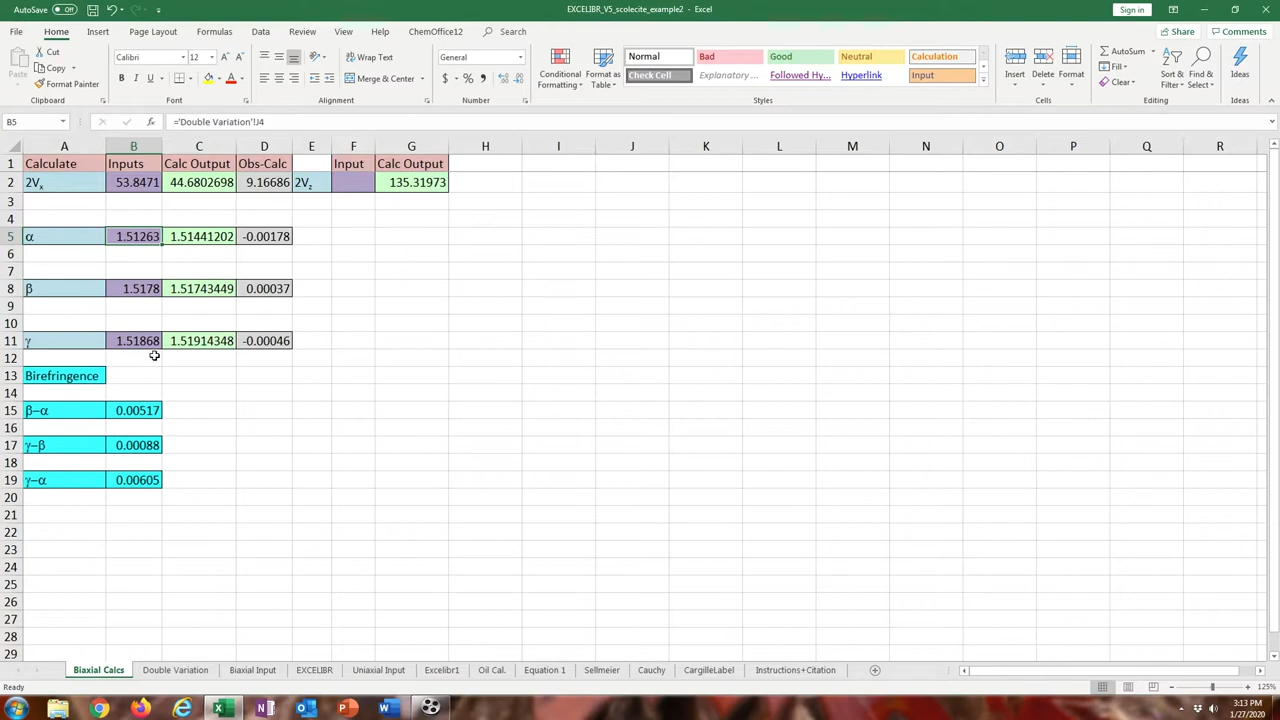 AutoSave Off
EXCELIBR_V5_scolecite_example2 - Excel
Sign in
File Home Insert Page Layout Formulas Data Review View Help ChemOffice12 Search
Share Comments
Paste
Cut
Copy
Format Painter
Clipboard
Calibri 12
B I U
Font
Wrap Text
Merge & Center
Alignment
General
$ % 9
Number
Conditional Formatting
Format as Table
Normal Bad Good Neutral Calculation
Check Cell Explanatory ... Followed Hy... Hyperlink Input
Styles
Insert Delete Format
Cells
AutoSum
Fill
Clear
Sort & Filter
Find & Select
Editing
Ideas
Ideas
B5 fx ='Double Variation'!J4
A B C D E F G H I J K L M N O P Q R
1 Calculate Inputs Calc Output Obs-Calc Input Calc Output
2 2Vx 53.8471 44.6802698 9.16686 2Vz 135.31973
3
4
5 α 1.51263 1.51441202 -0.00178
6
7
8 β 1.5178 1.51743449 0.00037
9
10
11 γ 1.51868 1.51914348 -0.00046
12
13 Birefringence
14
15 β−α 0.00517
16
17 γ−β 0.00088
18
19 γ−α 0.00605
20
21
22
23
24
25
26
27
28
29
Biaxial Calcs Double Variation Biaxial Input EXCELIBR Uniaxial Input Excelibr1 Oil Cal. Equation 1 Sellmeier Cauchy CargilleLabel Instructions+Citation
Ready
125%
3:13 PM
1/27/2020